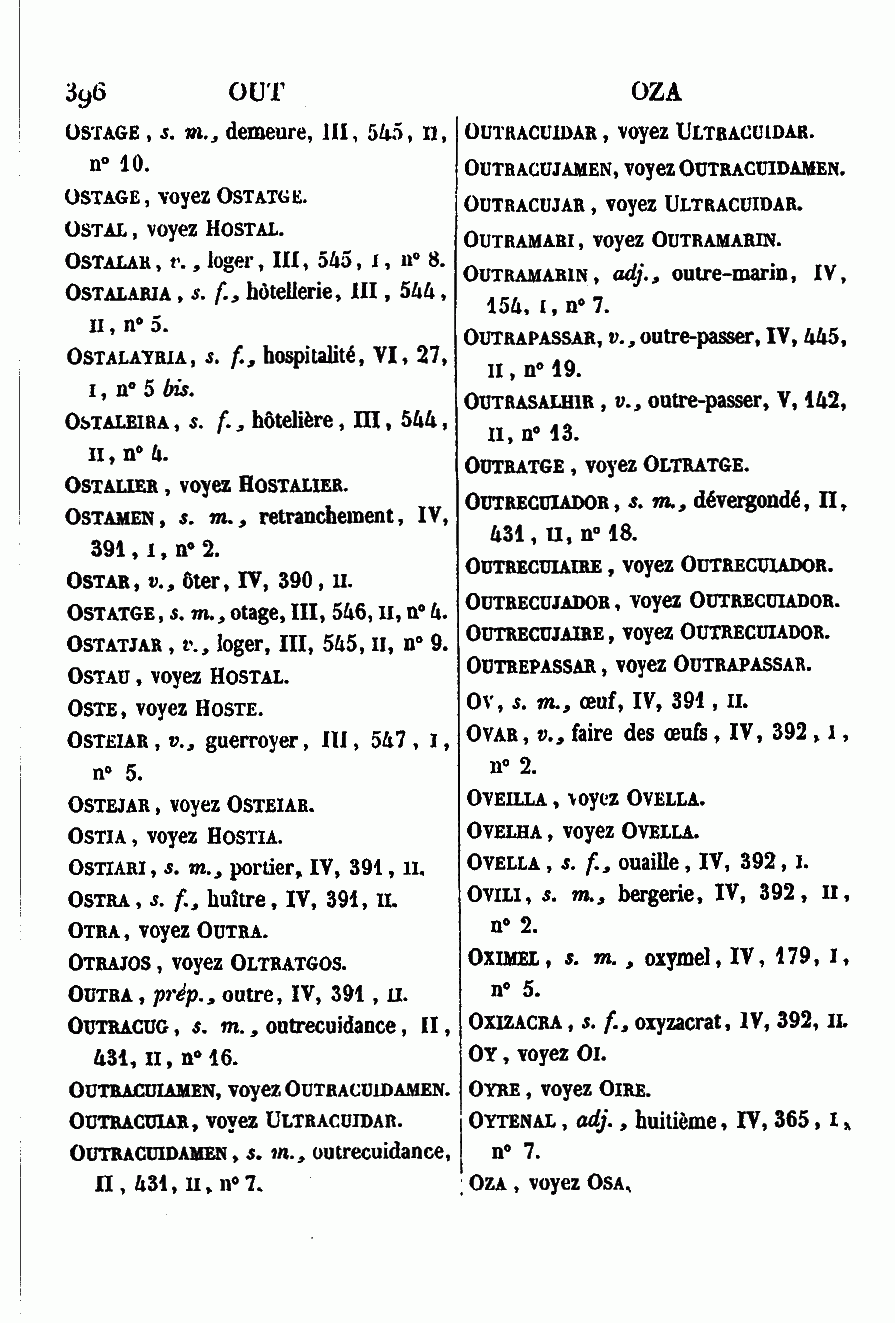 396 OUT OZA
OSTAGE, s. m., demeure, III, 545, II,
n° 10.
OSTAGE, voyez OSTATGE.
OSTAL, voyez HOSTAL.
OSTALAR, v., loger, III, 545, I, n° 8.
OSTALARIA, s. f., hôtellerie, III, 544,
II, n° 5.
OSTALAYRIA, s. f., hospitalité, VI, 27,
I, n° 5 bis.
OSTALEIRA, s. f., hôtelière, III, 544,
II, n° 4.
OSTALIER, voyez HOSTALIER.
OSTAMEN, s. m., retranchement, IV,
391, I, n° 2.
OSTAR, v., ôter, IV, 390, II.
OSTATGE, s. m., otage, III, 546, II, n° 4.
OSTATJAR, v., loger, III, 545, II, n° 9.
OSTAU, voyez HOSTAL.
OSTE, voyez HOSTE.
OSTEIAR, v., guerroyer, III, 547, I,
n° 5.
OSTEJAR, voyez OSTEIAR.
OSTIA, voyez HOSTIA.
OSTIARI, s. m., portier, IV, 391, II.
OSTRA, s. f., huître, IV, 391, II.
OTRA, voyez OUTRA.
OTRAJOS, voyez OLTRATGOS.
OUTRA, prép., outre, IV, 391, II.
OUTRACUG, s. m., outrecuidance, II,
431, II, n° 16.
OUTRACUIAMEN, voyez OUTRACUIDAMEN.
OUTRACUIAR, voyez ULTRACUIDAR.
OUTRACUIDAMEN, s. m., outrecuidance,
II, 431, II, n° 7.
OUTRACUIDAR, voyez ULTRACUIDAR.
OUTRACUJAMEN, voyez OUTRACUIDAMEN.
OUTRACUJAR, voyez ULTRACUIDAR.
OUTRAMARI, voyez OUTRAMARIN.
OUTRAMARIN, adj., outre-marin, IV,
154, I, n° 7.
OUTRAPASSAR, v., outre-passer, IV, 445,
II, n° 19.
OUTRASALHIR, v., outre-passer, V, 142,
II, n° 13.
OUTRATGE, voyez OLTRATGE.
OUTRECUIADOR, s. m., dévergondé, II,
431, II, n° 18.
OUTRECUIAIRE, voyez OUTRECUIADOR.
OUTRECUJADOR, voyez OUTRECUIADOR.
OUTRECUJAIRE, voyez OUTRECUIADOR.
OUTREPASSAR, voyez OUTRAPASSAR.
OV, s. m., œuf, IV, 391, II.
OVAR, v., faire des œufs, IV, 392, I,
n° 2.
OVEILLA, voyez OVELLA.
OVELHA, voyez OVELLA.
OVELLA, s. f., ouaille, IV, 392, I.
OVILI, s. m., bergerie, IV, 392, II,
n° 2.
OXIMEL, s. m., oxymel, IV, 179, I,
n° 5.
OXIZACRA, s. f., oxyzacrat, IV, 392, II.
OY, voyez OI.
OYRE, voyez OIRE.
OYTENAL, adj., huitième, IV, 365, I,
n° 7.
OZA, voyez OSA.